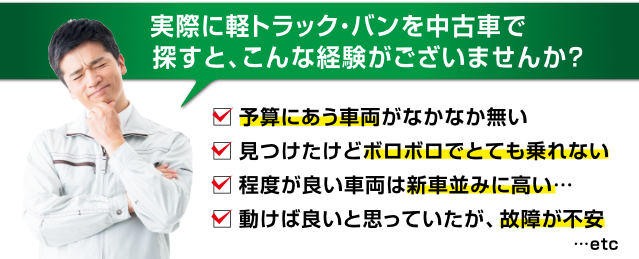 実際に軽トラック・バンを中古車で
探すと、こんな経験がございませんか?
予算にあう車両がなかなか無い
見つけたけどボロボロでとても乗れない
程度が良い車両は新車並みに高い…
動けば良いと思っていたが、故障が不安
…etc